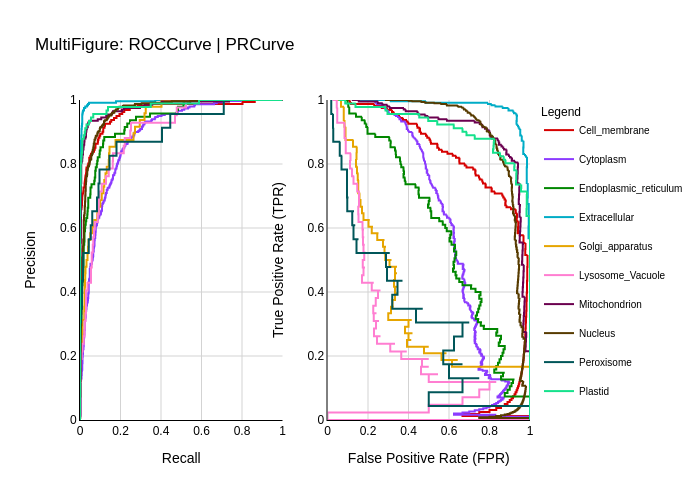 MultiFigure: ROCCurve | PRCurve
Precision
1
0.8
0.6
0.4
0.2
0
0
0.2
0.4
0.6
0.8
1
Recall
True Positive Rate (TPR)
1
0.8
0.6
0.4
0.2
0
0
0.2
0.4
0.6
0.8
1
False Positive Rate (FPR)
Legend
Cell_membrane
Cytoplasm
Endoplasmic_reticulum
Extracellular
Golgi_apparatus
Lysosome_Vacuole
Mitochondrion
Nucleus
Peroxisome
Plastid